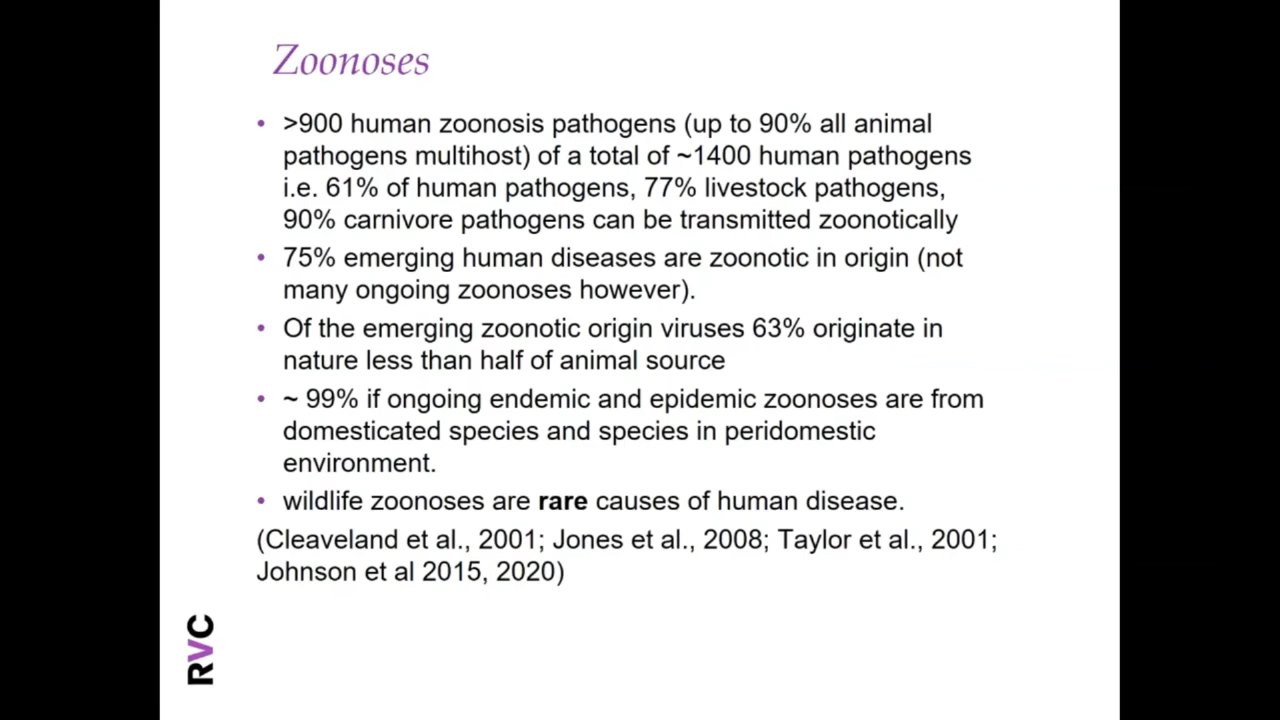 Zoonoses
• >900 human zoonosis pathogens (up to 90% all animal
pathogens multihost) of a total of ~1400 human pathogens
i.e. 61% of human pathogens, 77% livestock pathogens,
90% carnivore pathogens can be transmitted zoonotically
• 75% emerging human diseases are zoonotic in origin (not
many ongoing zoonoses however).
• Of the emerging zoonotic origin viruses 63% originate in
nature less than half of animal source
• ~ 99% if ongoing endemic and epidemic zoonoses are from
domesticated species and species in peridomestic
environment.
• wildlife zoonoses are rare causes of human disease.
(Cleaveland et al., 2001; Jones et al., 2008; Taylor et al., 2001;
Johnson et al 2015, 2020)
RVC